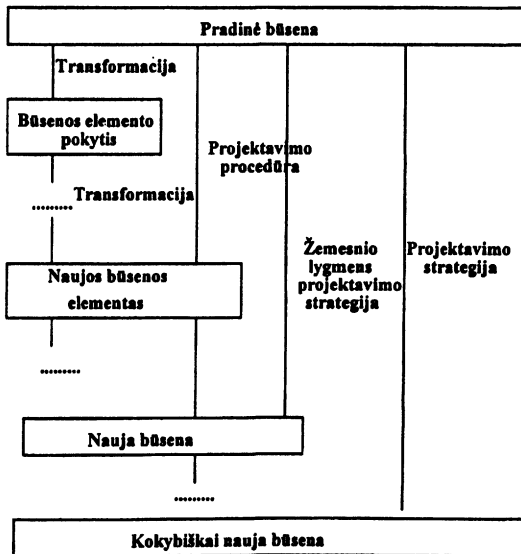 Pradinė būsena
Transformacija
Būsenos elemento
pokytis
Projektavimo
procedūra
......... Transformacija
Žemesnio
lygmens
projektavimo
strategija
Projektavimo
strategija
Naujos būsenos
elementas
.........
Nauja būsena
.........
Kokybiškai nauja būsena